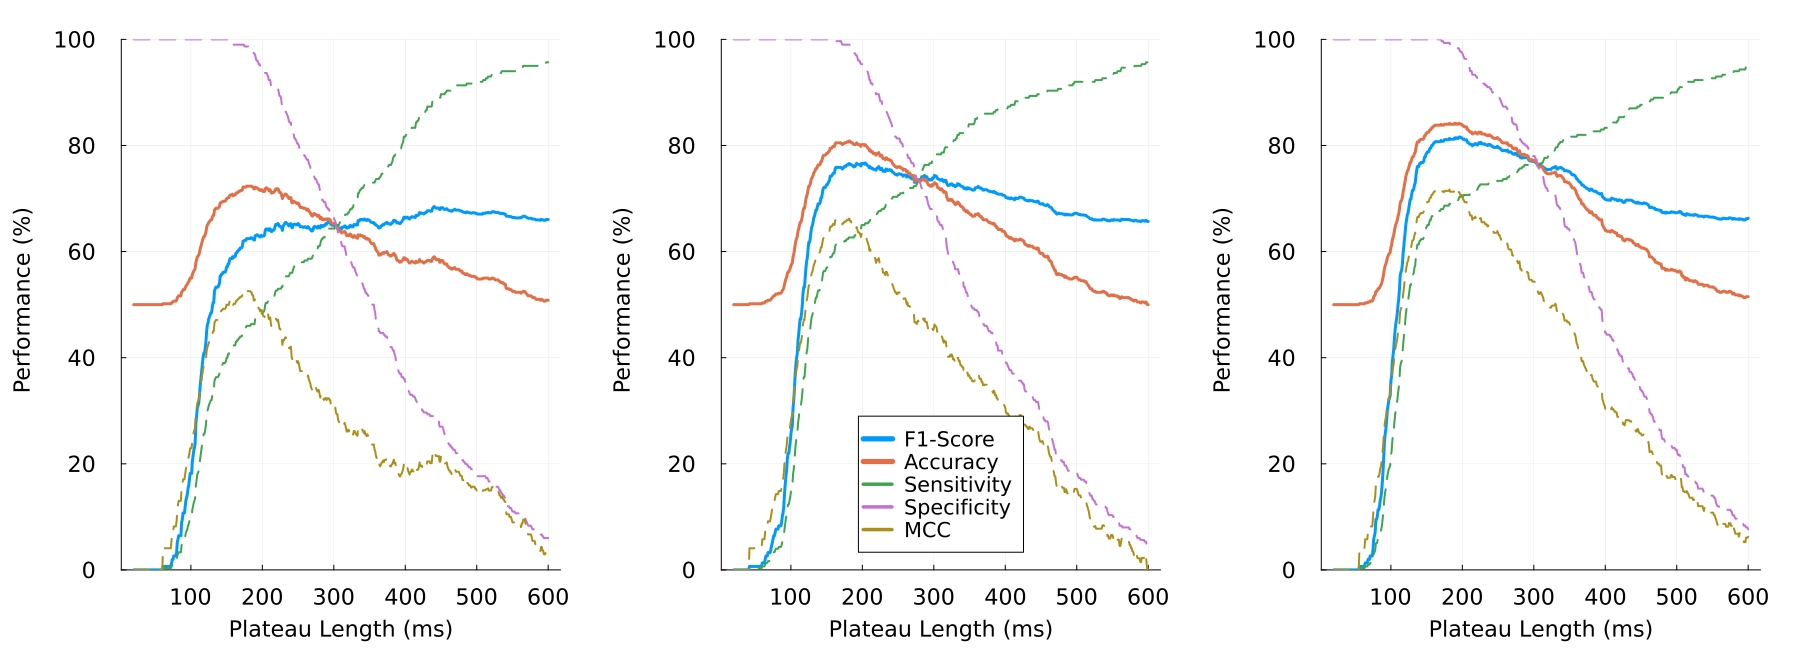 100
80
60
40
20
0
Performance (%)
100 200 300 400 500 600
Plateau Length (ms)
100
80
60
40
20
0
Performance (%)
F1-Score
Accuracy
Sensitivity
Specificity
MCC
100 200 300 400 500 600
Plateau Length (ms)
100
80
60
40
20
0
Performance (%)
100 200 300 400 500 600
Plateau Length (ms)